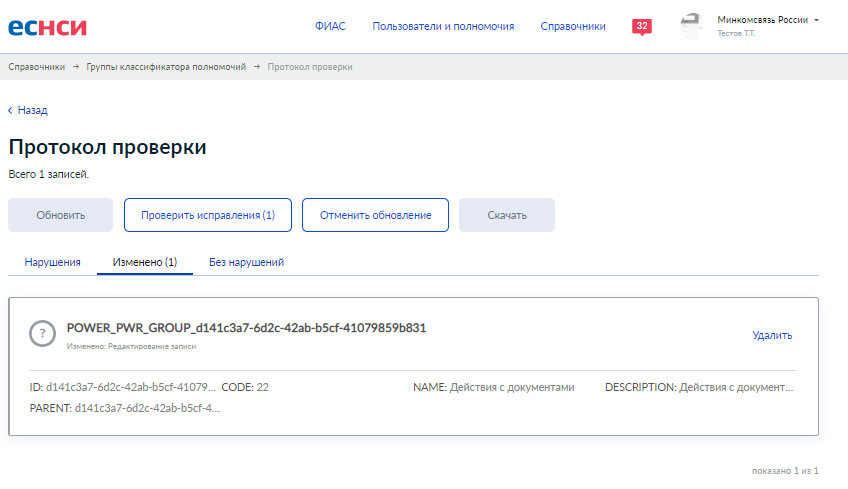 еснси
ФИАС Пользователи и полномочия Справочники 32 Минкомсвязь России
Тестов Т.Т.
Справочники → Группы классификатора полномочий → Протокол проверки
Назад
Протокол проверки
Всего 1 записей.
Обновить Проверить исправления (1) Отменить обновление Скачать
Нарушения Изменено (1) Без нарушений
? POWER_PWR_GROUP_d141c3a7-6d2c-42ab-b5cf-41079859b831
Изменено: Редактирование записи
Удалить
ID: d141c3a7-6d2c-42ab-b5cf-41079... CODE: 22 NAME: Действия с документами DESCRIPTION: Действия с документ...
PARENT: d141c3a7-6d2c-42ab-b5cf-4...
показано 1 из 1